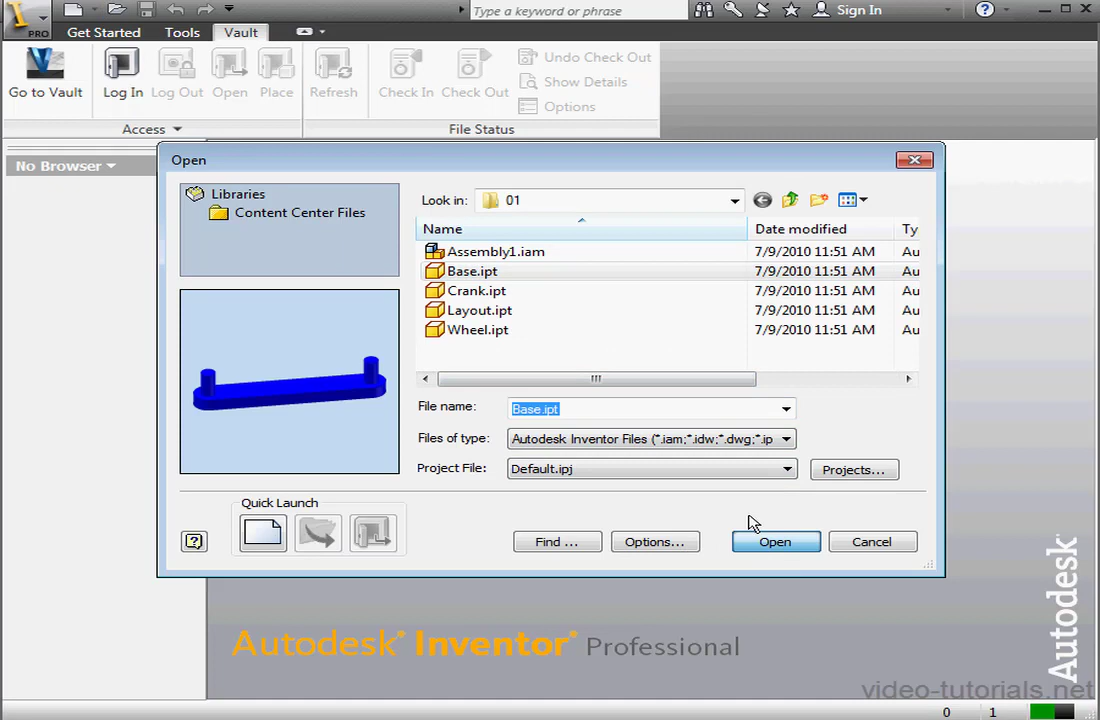 PRO
Type a keyword or phrase
Sign In
Get Started
Tools
Vault
Go to Vault
Log In
Log Out
Open
Place
Refresh
Check In
Check Out
Undo Check Out
Show Details
Options
Access
File Status
No Browser
Open
Libraries
Content Center Files
Look in:
01
Name
Date modified
Ty
Assembly1.iam
7/9/2010 11:51 AM
Au
Base.ipt
7/9/2010 11:51 AM
Au
Crank.ipt
7/9/2010 11:51 AM
Au
Layout.ipt
7/9/2010 11:51 AM
Au
Wheel.ipt
7/9/2010 11:51 AM
Au
File name:
Base.ipt
Files of type:
Autodesk Inventor Files (*.iam;*.idw;*.dwg;*.ip
Project File:
Default.ipj
Projects...
Quick Launch
Find ...
Options...
Open
Cancel
Autodesk® Inventor® Professional
Autodesk®
video-tutorials.net
0
1